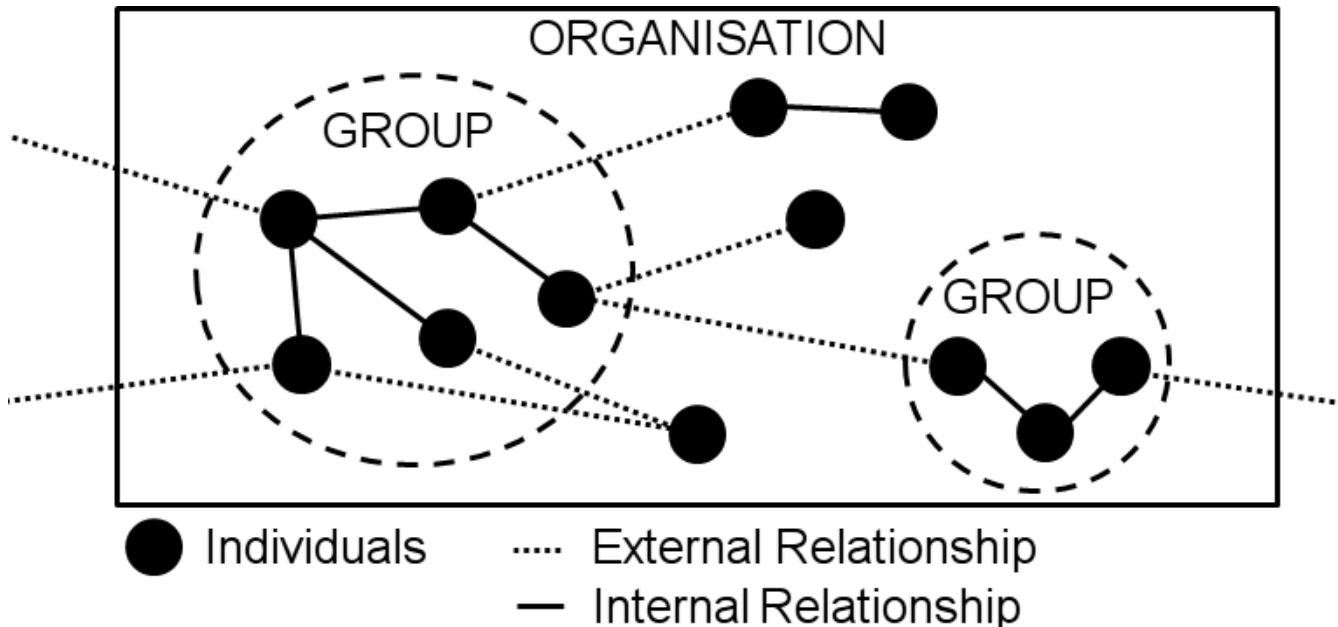 ORGANISATION
GROUP
GROUP
Individuals
External Relationship
Internal Relationship